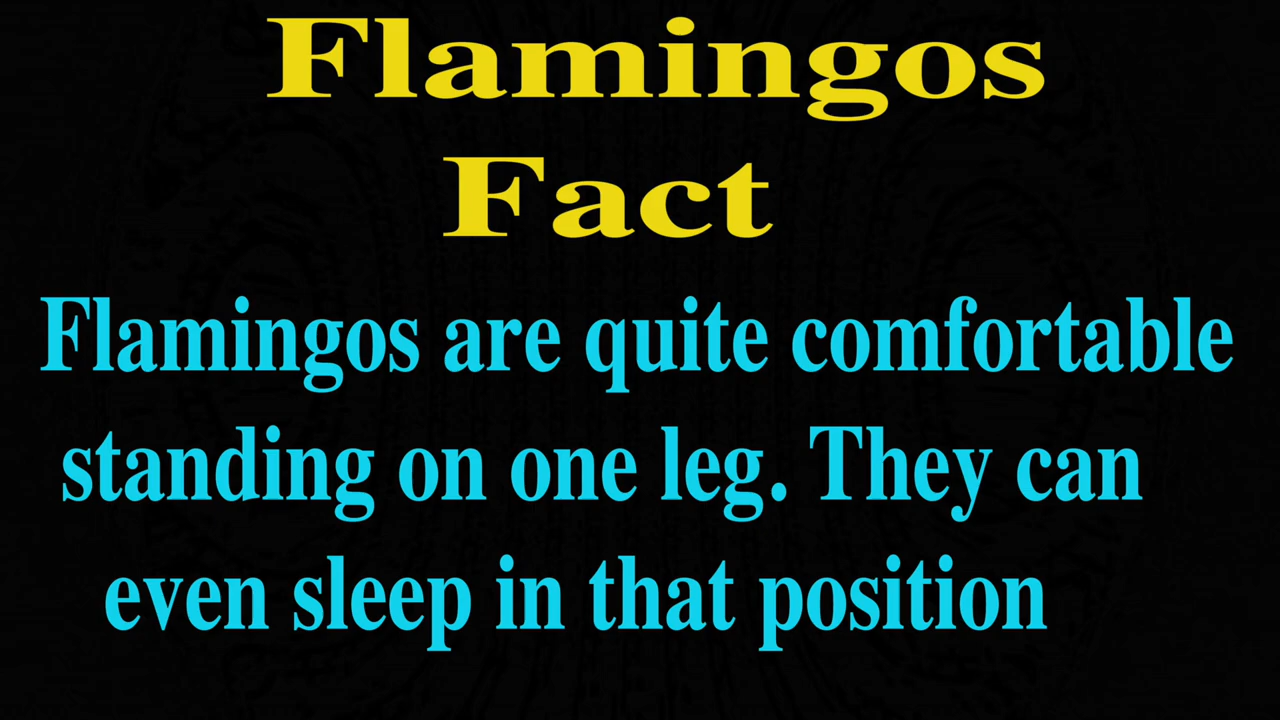 Flamingos
Fact
Flamingos are quite comfortable
standing on one leg. They can
even sleep in that position